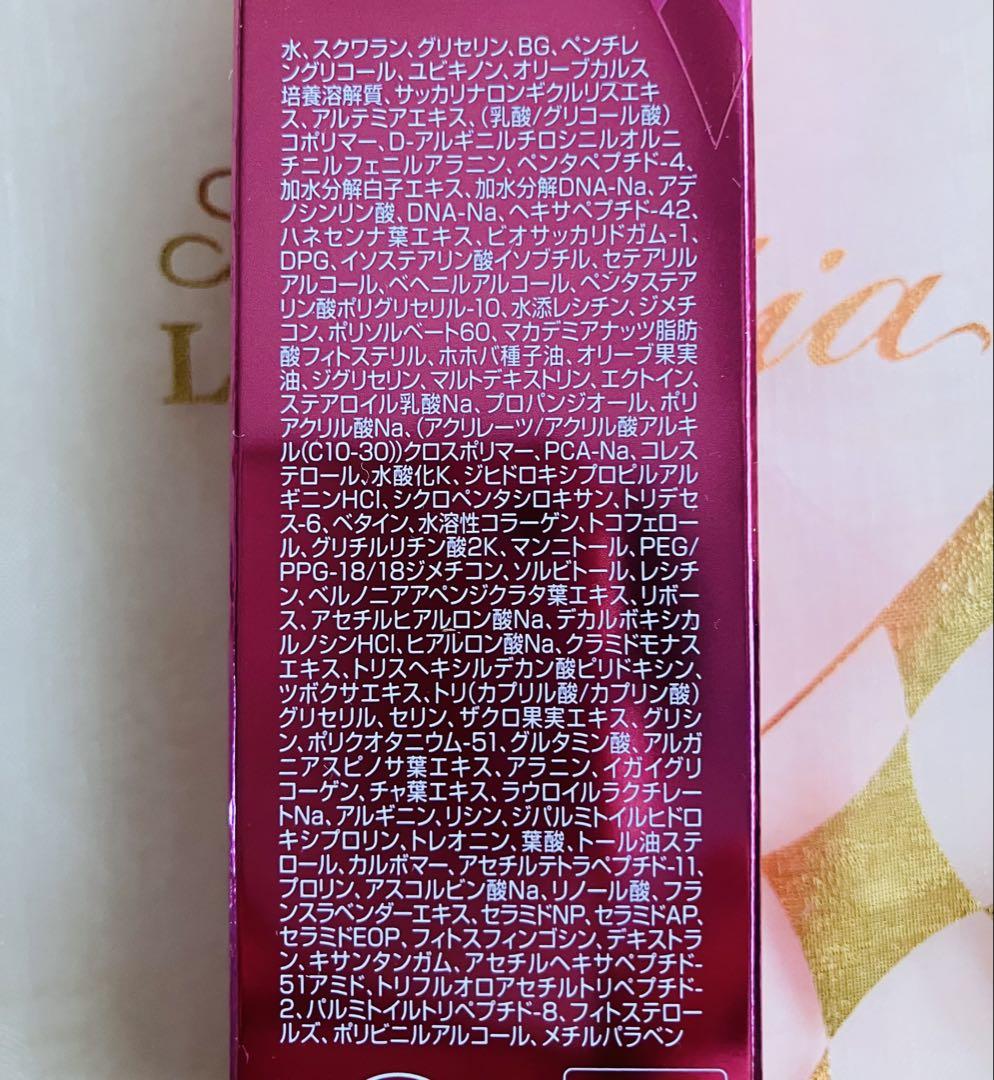 水、スクワラン、グリセリン、BG、ペンチレ
ングリコール、ユビキノン、オリーブカルス
培養溶解質、サッカリナロンギクルリスエキ
ス、アルテミアエキス、(乳酸/グリコール酸)
コポリマー、D-アルギニルチロシニルオルニ
チニルフェニルアラニン、ペンタペプチド-4、
加水分解白子エキス、加水分解DNA-Na、アデ
ノシンリン酸、DNA-Na、ヘキサペプチド-42、
ハネセンナ葉エキス、ビオサッカリドガム-1、
DPG、イソステアリン酸イソブチル、セテアリル
アルコール、ベヘニルアルコール、ペンタステア
リン酸ポリグリセリル-10、水添レシチン、ジメチ
コン、ポリソルベート60、マカデミアナッツ脂肪
酸フィトステリル、ホホバ種子油、オリーブ果実
油、ジグリセリン、マルトデキストリン、エクトイン、
ステアロイル乳酸Na、プロパンジオール、ポリ
アクリル酸Na、(アクリレーツ/アクリル酸アルキ
ル(C10-30))クロスポリマー、PCA-Na、コレス
テロール、水酸化K、ジヒドロキシプロピルアル
ギニンHCl、シクロペンタシロキサン、トリデセ
ス-6、ベタイン、水溶性コラーゲン、トコフェロー
ル、グリチルリチン酸2K、マンニトール、PEG/
PPG-18/18ジメチコン、ソルビトール、レシチ
ン、ベルノニアアペンジクラタ葉エキス、リボー
ス、アセチルヒアルロン酸Na、デカルボキシカ
ルノシンHCl、ヒアルロン酸Na、クラミドモナス
エキス、トリスヘキシルデカン酸ピリドキシン、
ツボクサエキス、トリ(カプリル酸/カプリン酸)
グリセリル、セリン、ザクロ果実エキス、グリシ
ン、ポリクオタニウム-51、グルタミン酸、アルガ
ニアスピノサ葉エキス、アラニン、イガイグリ
コーゲン、チャ葉エキス、ラウロイルラクチレー
トNa、アルギニン、リシン、ジパルミトイルヒドロ
キシプロリン、トレオニン、葉酸、トール油ステ
ロール、カルボマー、アセチルテトラペプチド-11、
プロリン、アスコルビン酸Na、リノール酸、フラ
ンスラベンダーエキス、セラミドNP、セラミドAP、
セラミドEOP、フィトスフィンゴシン、デキストラ
ン、キサンタンガム、アセチルヘキサペプチド-
51アミド、トリフルオロアセチルトリペプチド-
2、パルミトイルトリペプチド-8、フィトステロー
ルズ、ポリビニルアルコール、メチルパラベン